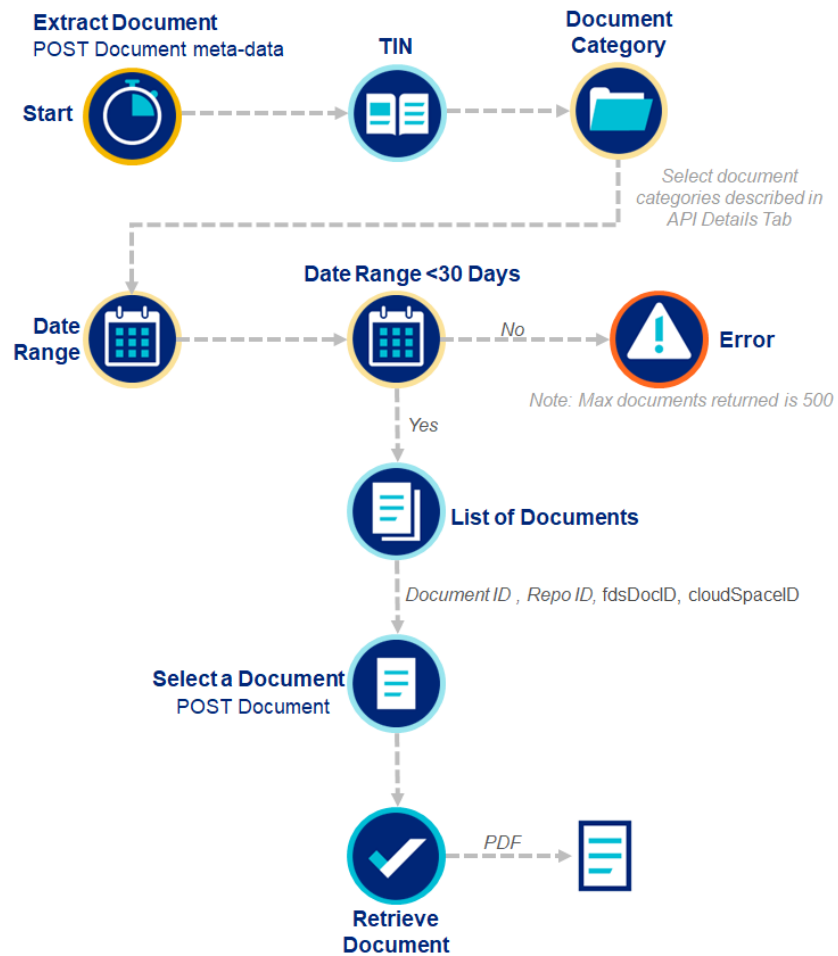 Extract Document
POST Document meta-data
Start
TIN
Document
Category
Select document
categories described in
API Details Tab
Date
Range
Date Range <30 Days
No
Error
Note: Max documents returned is 500
Yes
List of Documents
Document ID , Repo ID, fdsDocID, cloudSpaceID
Select a Document
POST Document
PDF
Retrieve
Document